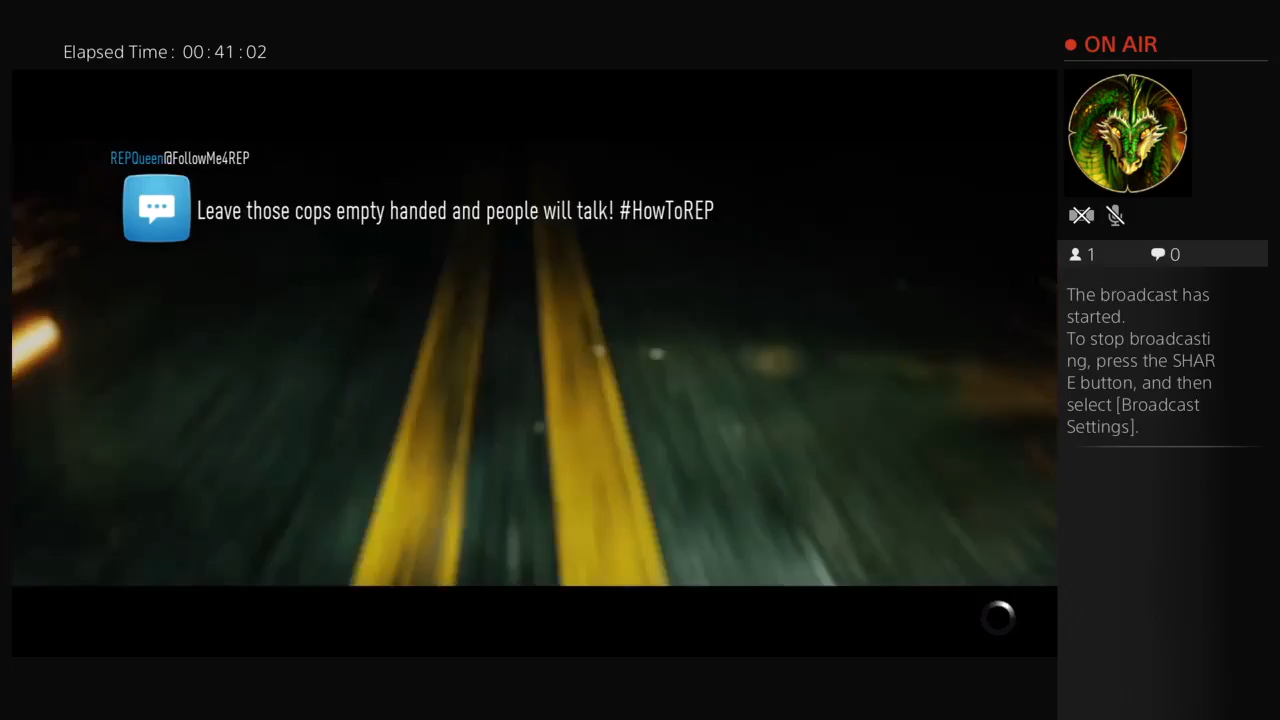 Elapsed Time: 00:41:02
ON AIR
REPQueen@FollowMe4REP
Leave those cops empty handed and people will talk! #HowToREP
1 0
The broadcast has
started.
To stop broadcasti
ng, press the SHAR
E button, and then
select [Broadcast
Settings].